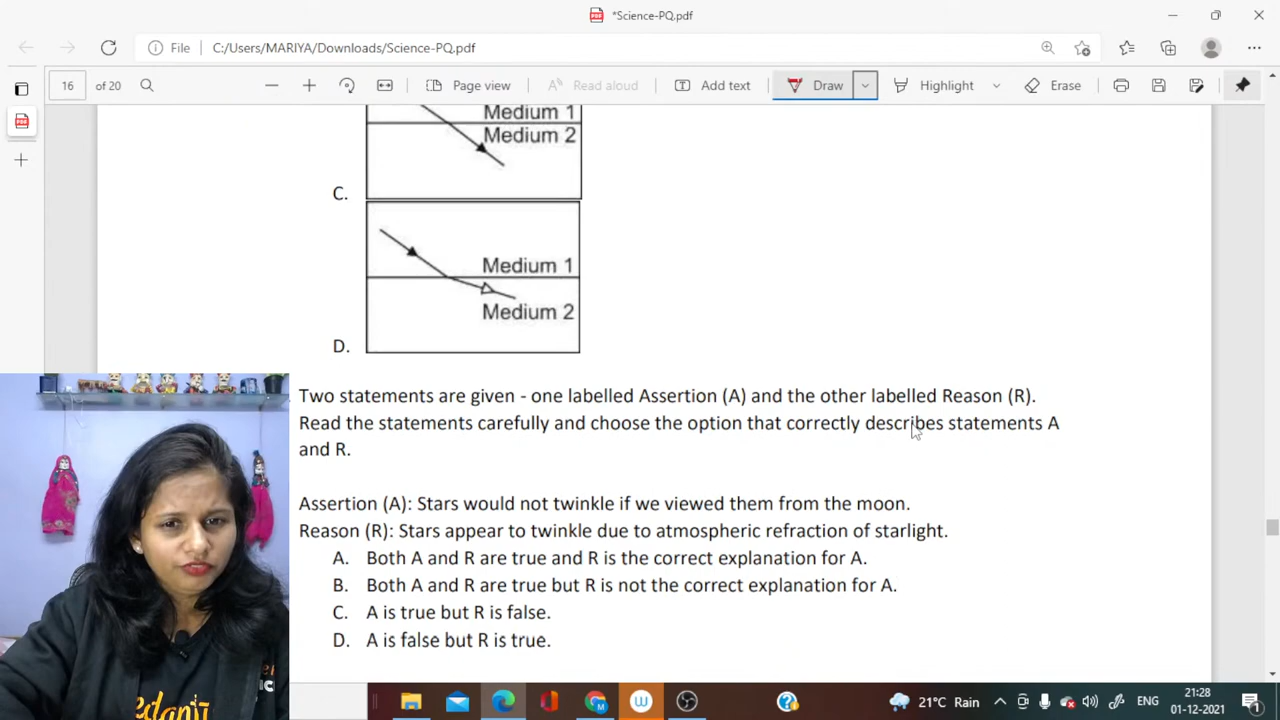 *Science-PQ.pdf
File C:/Users/MARIYA/Downloads/Science-PQ.pdf
16 of 20 Page view Read aloud Add text Draw Highlight Erase
Medium 1
Medium 2
C.
Medium 1
Medium 2
D.
Two statements are given - one labelled Assertion (A) and the other labelled Reason (R).
Read the statements carefully and choose the option that correctly describes statements A
and R.
Assertion (A): Stars would not twinkle if we viewed them from the moon.
Reason (R): Stars appear to twinkle due to atmospheric refraction of starlight.
A. Both A and R are true and R is the correct explanation for A.
B. Both A and R are true but R is not the correct explanation for A.
C. A is true but R is false.
D. A is false but R is true.
21°C Rain ENG 21:28
01-12-2021